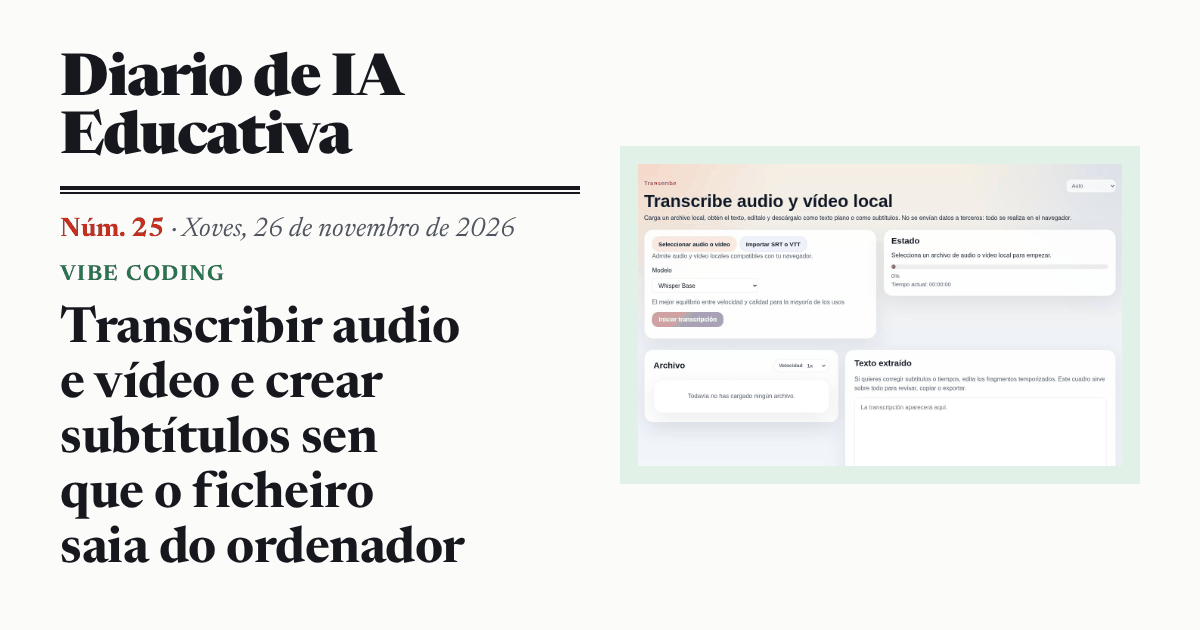 Diario de IA
Educativa
Núm. 25 · Xoves, 26 de novembro de 2026
VIBE CODING
Transcribir audio
e vídeo e crear
subtítulos sen
que o ficheiro
saia do ordenador
Transcribe
Auto
Transcribe audio y vídeo local
Carga un archivo local, obtén el texto, edítalo y descárgalo como texto plano o como subtítulos. No se envían datos a terceros: todo se realiza en el navegador.
Seleccionar audio o vídeo
Importar SRT o VTT
Admite audio y vídeo locales compatibles con tu navegador.
Modelo
Whisper Base
El mejor equilibrio entre velocidad y calidad para la mayoría de los usos
Iniciar transcripción
Estado
Selecciona un archivo de audio o vídeo local para empezar.
0%
Tiempo actual: 00:00:00
Archivo
Velocidad 1x
Todavía no has cargado ningún archivo.
Texto extraído
Si quieres corregir subtítulos o tiempos, edita los fragmentos temporizados. Este cuadro sirve
sobre todo para revisar, copiar o exportar.
La transcripción aparecerá aquí.